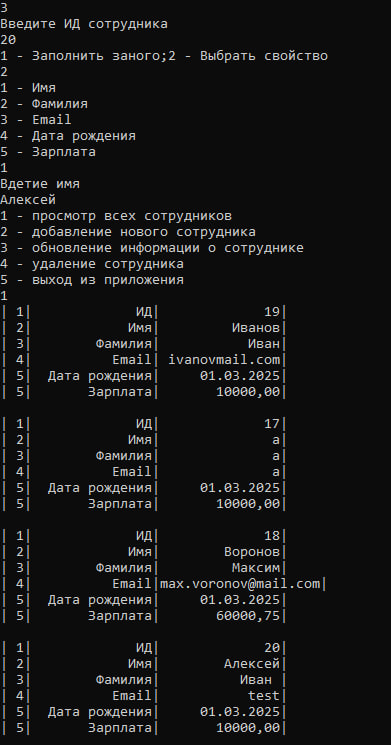 3
Введите ИД сотрудника
20
1 - Заполнить заного;2 - Выбрать свойство
2
1 - Имя
2 - Фамилия
3 - Email
4 - Дата рождения
5 - Зарплата
1
Вдетие имя
Алексей
1 - просмотр всех сотрудников
2 - добавление нового сотрудника
3 - обновление информации о сотруднике
4 - удаление сотрудника
5 - выход из приложения
1
| 1|             ИД|             19|
| 2|            Имя|         Иванов|
| 3|        Фамилия|           Иван|
| 4|          Email| ivanovmail.com|
| 5|  Дата рождения|     01.03.2025|
| 5|       Зарплата|       10000,00|
| 1|             ИД|             17|
| 2|            Имя|              а|
| 3|        Фамилия|              а|
| 4|          Email|              а|
| 5|  Дата рождения|     01.03.2025|
| 5|       Зарплата|       10000,00|
| 1|             ИД|             18|
| 2|            Имя|        Воронов|
| 3|        Фамилия|         Максим|
| 4|          Email|max.voronov@mail.com|
| 5|  Дата рождения|     01.03.2025|
| 5|       Зарплата|       60000,75|
| 1|             ИД|             20|
| 2|            Имя|        Алексей|
| 3|        Фамилия|          Иван |
| 4|          Email|           test|
| 5|  Дата рождения|     01.03.2025|
| 5|       Зарплата|       10000,00|